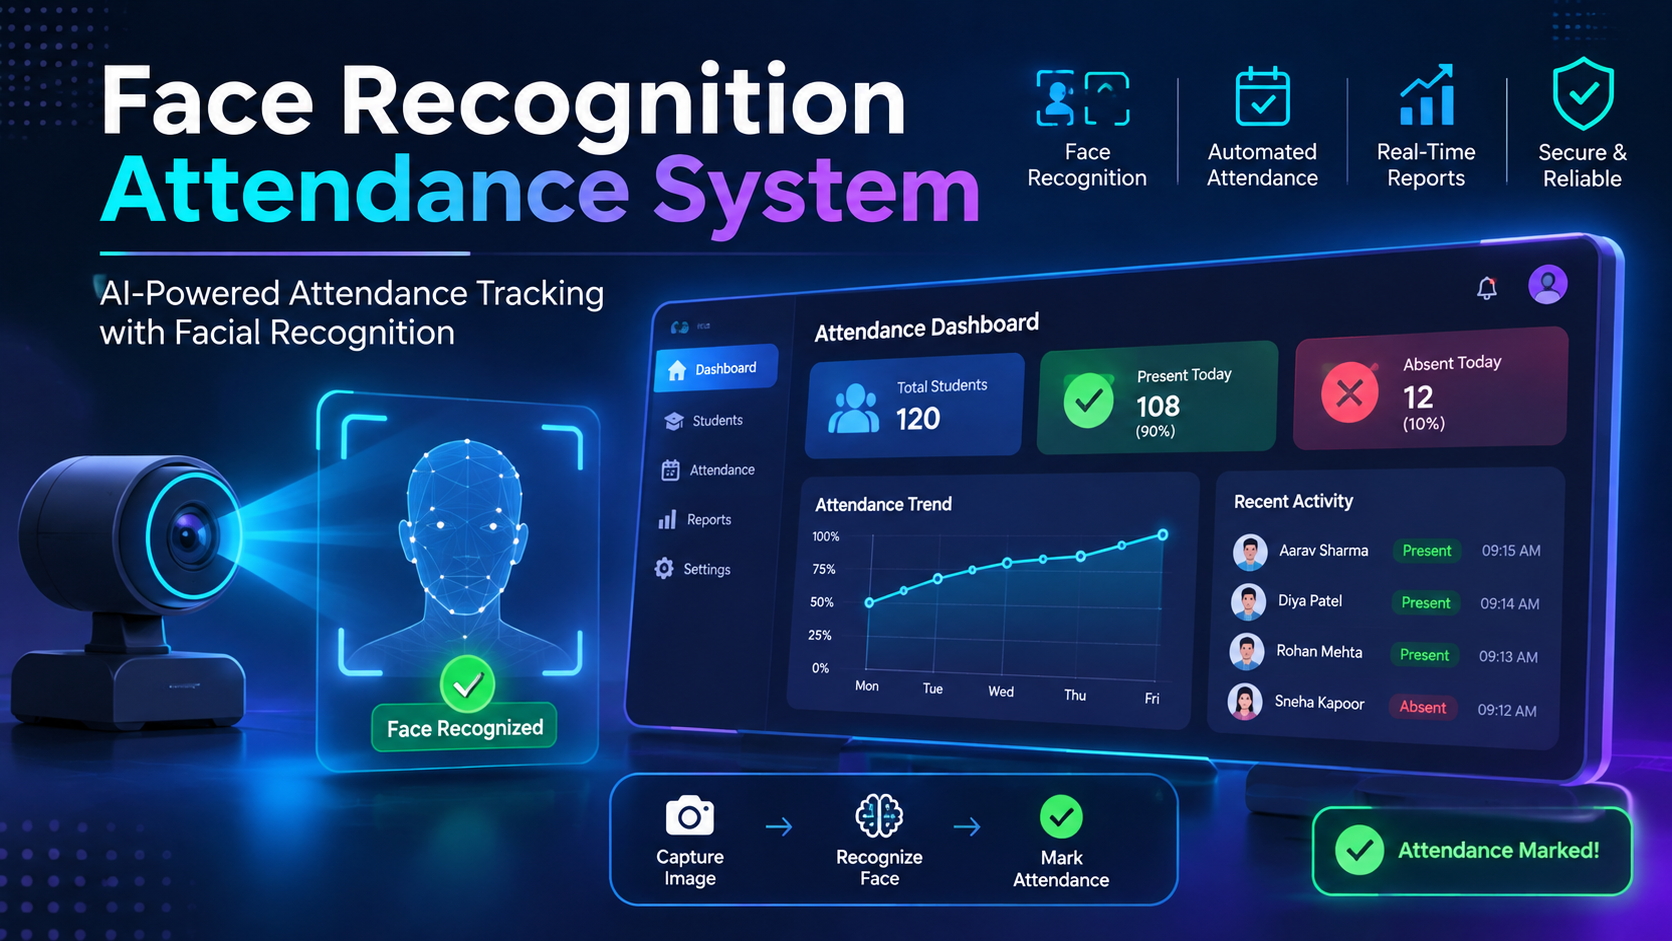 Face Recognition
Attendance System
AI-Powered Attendance Tracking
with Facial Recognition
Face
Recognition
Automated
Attendance
Real-Time
Reports
Secure &
Reliable
Dashboard
Students
Attendance
Reports
Settings
Attendance Dashboard
Total Students
120
Present Today
108
(90%)
Absent Today
12
(10%)
Attendance Trend
100%
75%
50%
25%
0%
Mon Tue Wed Thu Fri
Recent Activity
Aarav Sharma Present 09:15 AM
Diya Patel Present 09:14 AM
Rohan Mehta Present 09:13 AM
Sneha Kapoor Absent 09:12 AM
Face Recognized
Capture
Image
Recognize
Face
Mark
Attendance
Attendance Marked!